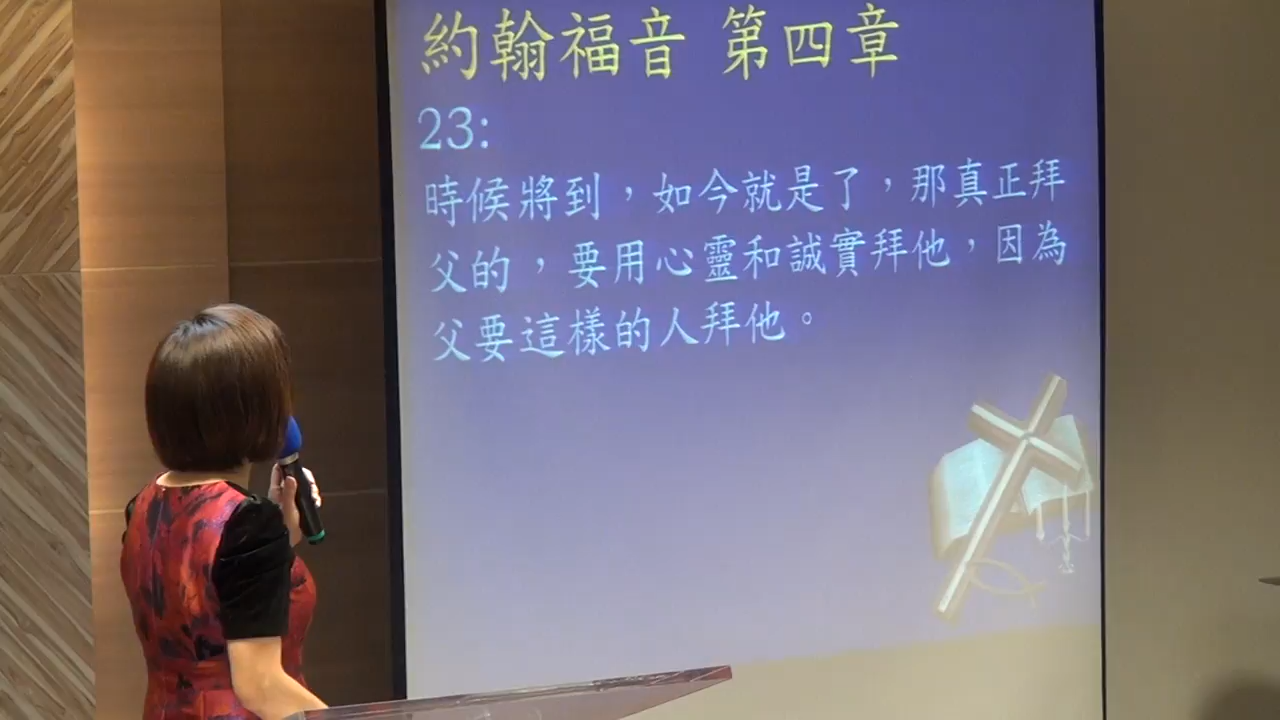 約翰福音 第四章
23:
時候將到，如今就是了，那真正拜
父的，要用心靈和誠實拜他，因為
父要這樣的人拜他。